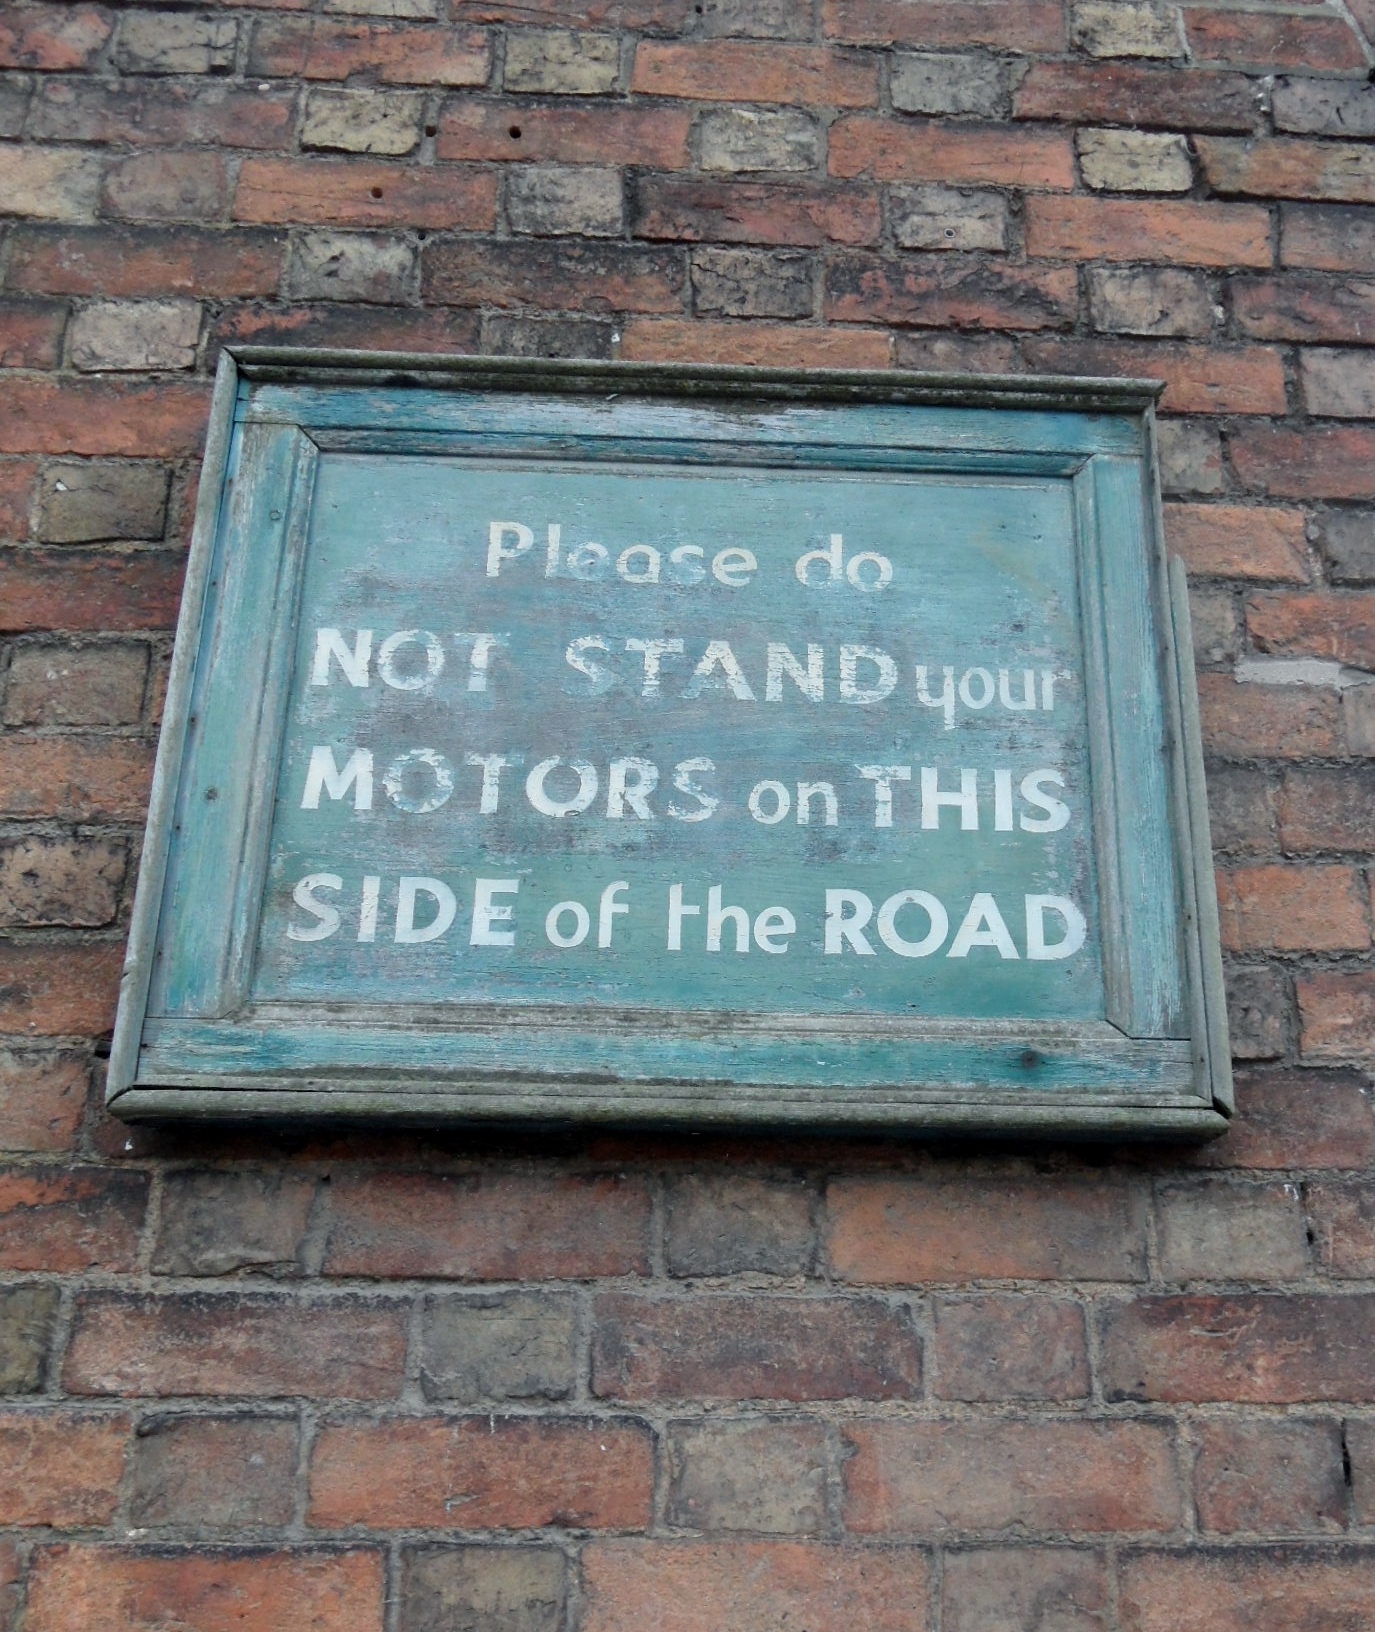 Please do
NOT STAND your
MOTORS on THIS
SIDE of the ROAD